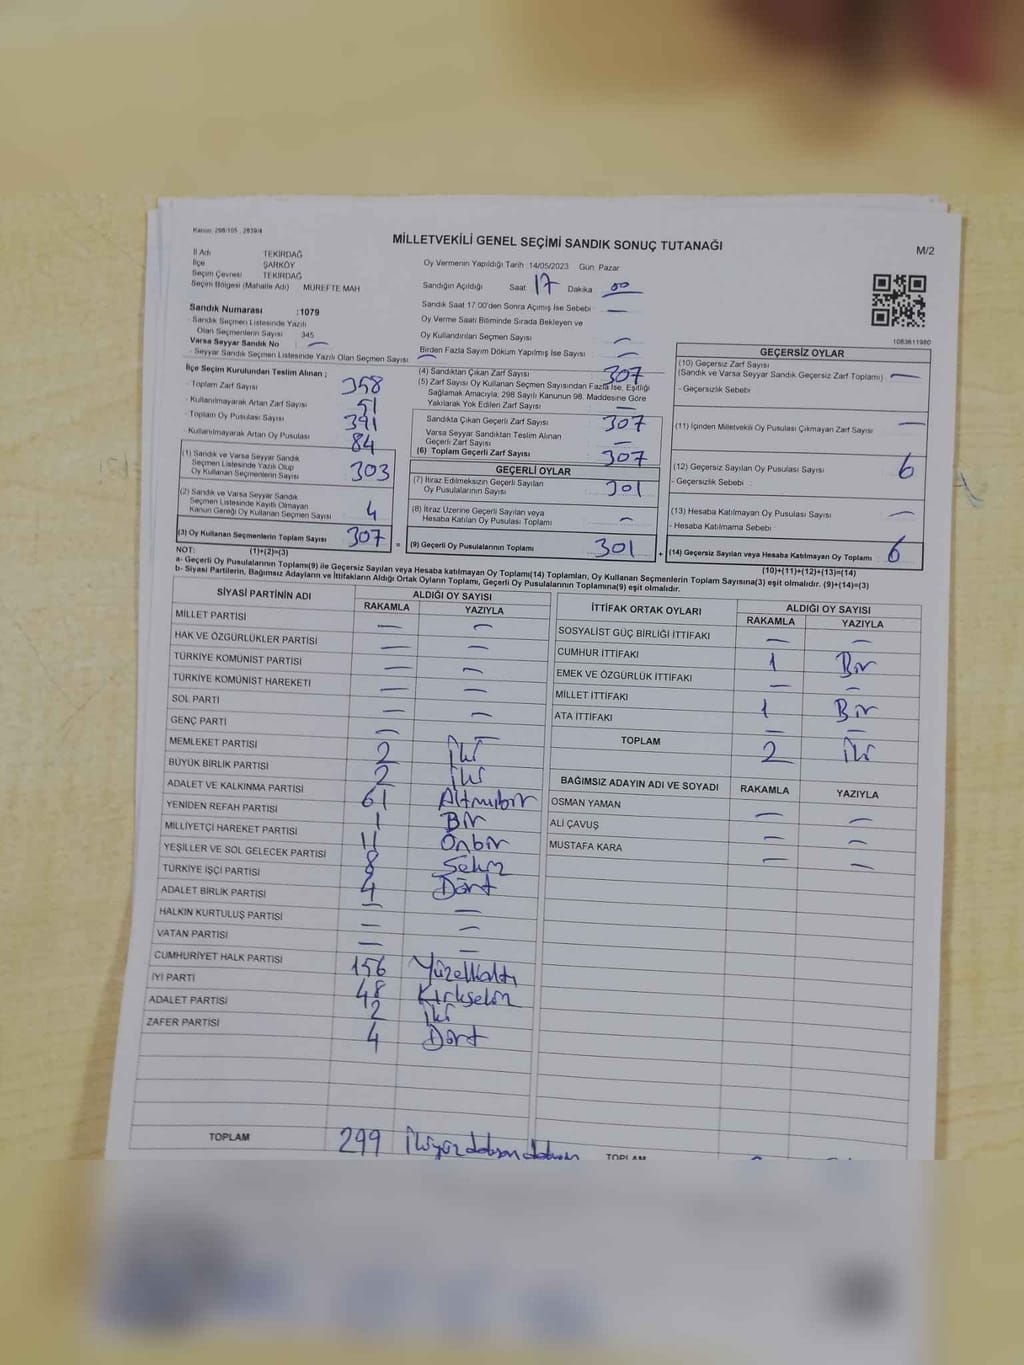 Kanun: 298/105 , 2839/4
MİLLETVEKİLİ GENEL SEÇİMİ SANDIK SONUÇ TUTANAĞI
M/2
İl Adı TEKİRDAĞ
İlçe ŞARKÖY
Seçim Çevresi TEKİRDAĞ
Seçim Bölgesi (Mahalle Adı) MÜREFTE MAH
Oy Vermenin Yapıldığı Tarih :14/05/2023 Gün: Pazar
Sandığın Açıldığı Saat 17 Dakika 00
Sandık Saat 17 00'den Sonra Açılmış İse Sebebi : —
Oy Verme Saati Bitiminde Sırada Bekleyen ve
Oy Kullandırılan Seçmen Sayısı —
Birden Fazla Sayım Döküm Yapılmış İse Sayısı —
1083611980
Sandık Numarası :1079
- Sandık Seçmen Listesinde Yazılı
Olan Seçmenlerin Sayısı 345
Varsa Seyyar Sandık No —
- Seyyar Sandık Seçmen Listesinde Yazılı Olan Seçmen Sayısı: —
İlçe Seçim Kurulundan Teslim Alınan ;
- Toplam Zarf Sayısı 358
- Kullanılmayarak Artan Zarf Sayısı 51
- Toplam Oy Pusulası Sayısı 391
- Kullanılmayarak Artan Oy Pusulası 84
(1) Sandık ve Varsa Seyyar Sandık
Seçmen Listesinde Yazılı Olup
Oy Kullanan Seçmenlerin Sayısı 303
(2) Sandık ve Varsa Seyyar Sandık
Seçmen Listesinde Kayıtlı Olmayan
Kanun Gereği Oy Kullanan Seçmen Sayısı 4
(3) Oy Kullanan Seçmenlerin Toplam Sayısı 307 =
(4) Sandıktan Çıkan Zarf Sayısı 307
(5) Zarf Sayısı Oy Kullanan Seçmen Sayısından Fazla İse, Eşitliği
Sağlamak Amacıyla; 298 Sayılı Kanunun 98. Maddesine Göre
Yakılarak Yok Edilen Zarf Sayısı —
Sandıkta Çıkan Geçerli Zarf Sayısı 307
Varsa Seyyar Sandıktan Teslim Alınan
Geçerli Zarf Sayısı —
(6) Toplam Geçerli Zarf Sayısı 307
GEÇERLİ OYLAR
(7) İtiraz Edilmeksizin Geçerli Sayılan
Oy Pusulalarının Sayısı 301
(8) İtiraz Üzerine Geçerli Sayılan veya
Hesaba Katılan Oy Pusulası Toplamı —
(9) Geçerli Oy Pusulalarının Toplamı 301 +
GEÇERSİZ OYLAR
(10) Geçersiz Zarf Sayısı
(Sandık ve Varsa Seyyar Sandık Geçersiz Zarf Toplamı) —
- Geçersizlik Sebebi
(11) İçinden Milletvekili Oy Pusulası Çıkmayan Zarf Sayısı —
(12) Geçersiz Sayılan Oy Pusulası Sayısı 6
- Geçersizlik Sebebi :
(13) Hesaba Katılmayan Oy Pusulası Sayısı —
- Hesaba Katılmama Sebebi :
(14) Geçersiz Sayılan veya Hesaba Katılmayan Oy Toplamı 6
NOT: (1)+(2)=(3)
(10)+(11)+(12)+(13)=(14)
a- Geçerli Oy Pusulalarının Toplamı(9) ile Geçersiz Sayılan veya Hesaba Katılmayan Oy Toplamı(14) Toplamları, Oy Kullanan Seçmenlerin Toplam Sayısına(3) eşit olmalıdır. (9)+(14)=(3)
b- Siyasi Partilerin, Bağımsız Adayların ve İttifakların Aldığı Ortak Oyların Toplamı, Geçerli Oy Pusulalarının Toplamına(9) eşit olmalıdır.
SİYASİ PARTİNİN ADI ALDIĞI OY SAYISI
RAKAMLA YAZIYLA
MİLLET PARTİSİ — —
HAK VE ÖZGÜRLÜKLER PARTİSİ — —
TÜRKİYE KOMÜNİST PARTİSİ — —
TÜRKİYE KOMÜNİST HAREKETİ — —
SOL PARTİ — —
GENÇ PARTİ — —
MEMLEKET PARTİSİ 2 İki
BÜYÜK BİRLİK PARTİSİ 2 İki
ADALET VE KALKINMA PARTİSİ 61 Altmışbir
YENİDEN REFAH PARTİSİ 1 Bir
MİLLİYETÇİ HAREKET PARTİSİ 11 Onbir
YEŞİLLER VE SOL GELECEK PARTİSİ 8 Sekiz
TÜRKİYE İŞÇİ PARTİSİ 4 Dört
ADALET BİRLİK PARTİSİ — —
HALKIN KURTULUŞ PARTİSİ — —
VATAN PARTİSİ — —
CUMHURİYET HALK PARTİSİ 156 Yüzellialtı
İYİ PARTİ 48 Kırksekiz
ADALET PARTİSİ 2 İki
ZAFER PARTİSİ 4 Dört
TOPLAM 299 İkiyüzdoksandokuz
İTTİFAK ORTAK OYLARI ALDIĞI OY SAYISI
RAKAMLA YAZIYLA
SOSYALİST GÜÇ BİRLİĞİ İTTİFAKI — —
CUMHUR İTTİFAKI 1 Bir
EMEK VE ÖZGÜRLÜK İTTİFAKI — —
MİLLET İTTİFAKI 1 Bir
ATA İTTİFAKI — —
TOPLAM 2 İki
BAĞIMSIZ ADAYIN ADI VE SOYADI RAKAMLA YAZIYLA
OSMAN YAMAN — —
ALİ ÇAVUŞ — —
MUSTAFA KARA — —
TOPLAM